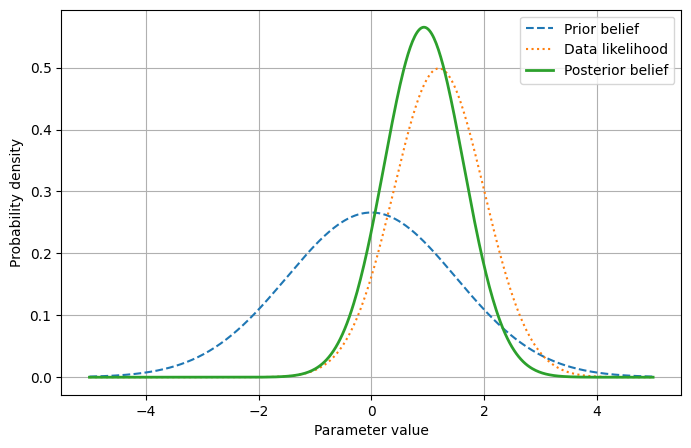 Prior belief
Data likelihood
Posterior belief
Probability density
0.5
0.4
0.3
0.2
0.1
0.0
−4
−2
0
2
4
Parameter value